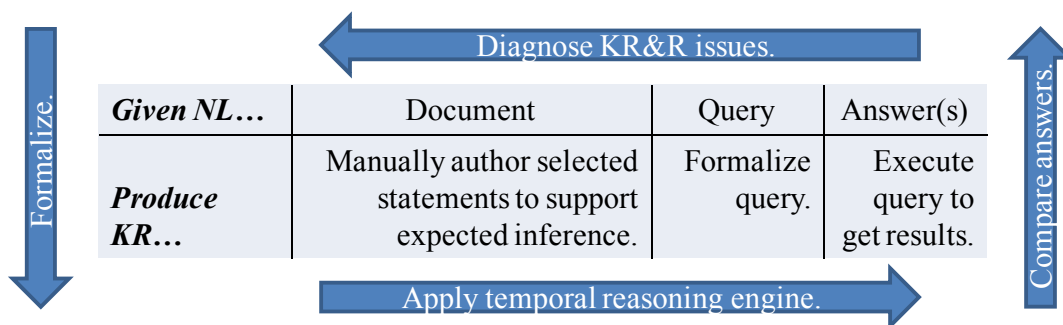 Diagnose KR&R issues.
Formalize.
Given NL… Document Query Answer(s)
Produce KR… Manually author selected statements to support expected inference. Formalize query. Execute query to get results.
Apply temporal reasoning engine.
Compare answers.